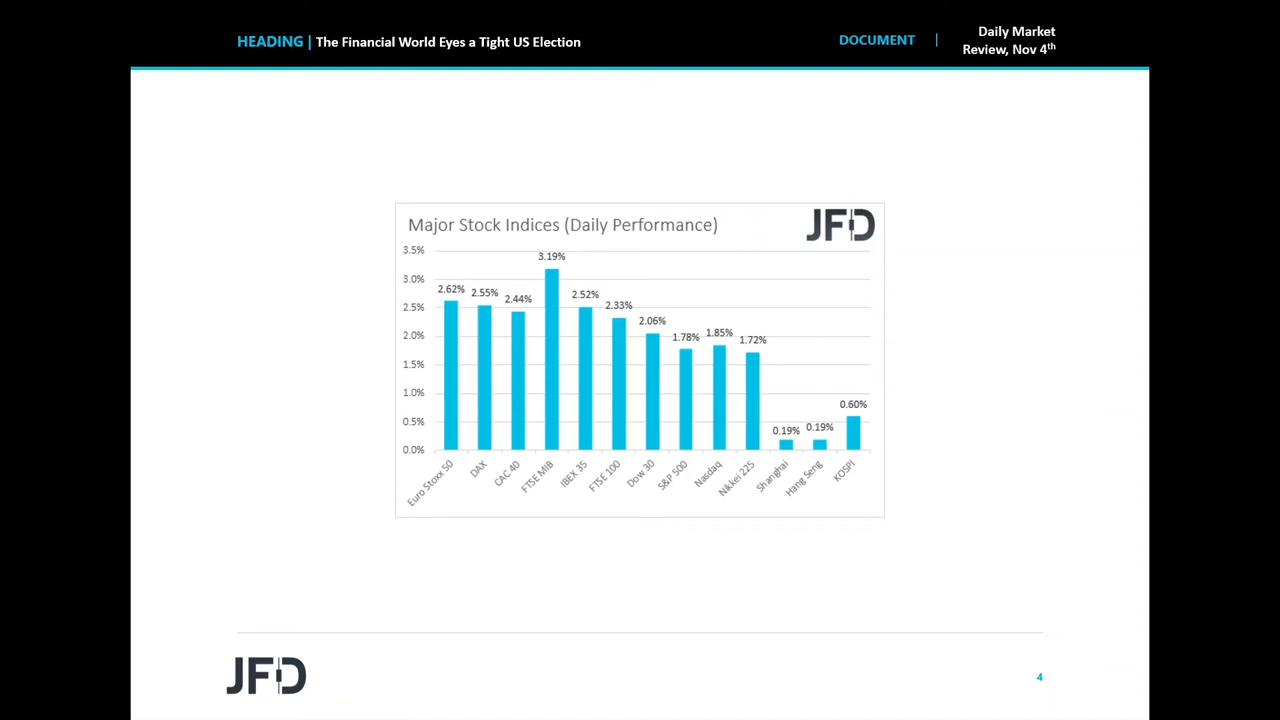 HEADING | The Financial World Eyes a Tight US Election
DOCUMENT |
Daily Market
Review, Nov 4th
Major Stock Indices (Daily Performance)
JFD
3.5%
3.0%
2.5%
2.0%
1.5%
1.0%
0.5%
0.0%
2.62%
2.55%
2.44%
3.19%
2.52%
2.33%
2.06%
1.78%
1.85%
1.72%
0.19%
0.19%
0.60%
Euro Stoxx 50
DAX
CAC 40
FTSE MIB
IBEX 35
FTSE 100
Dow 30
S&P 500
Nasdaq
Nikkei 225
Shanghai
Hang Seng
KOSPI
JFD
4